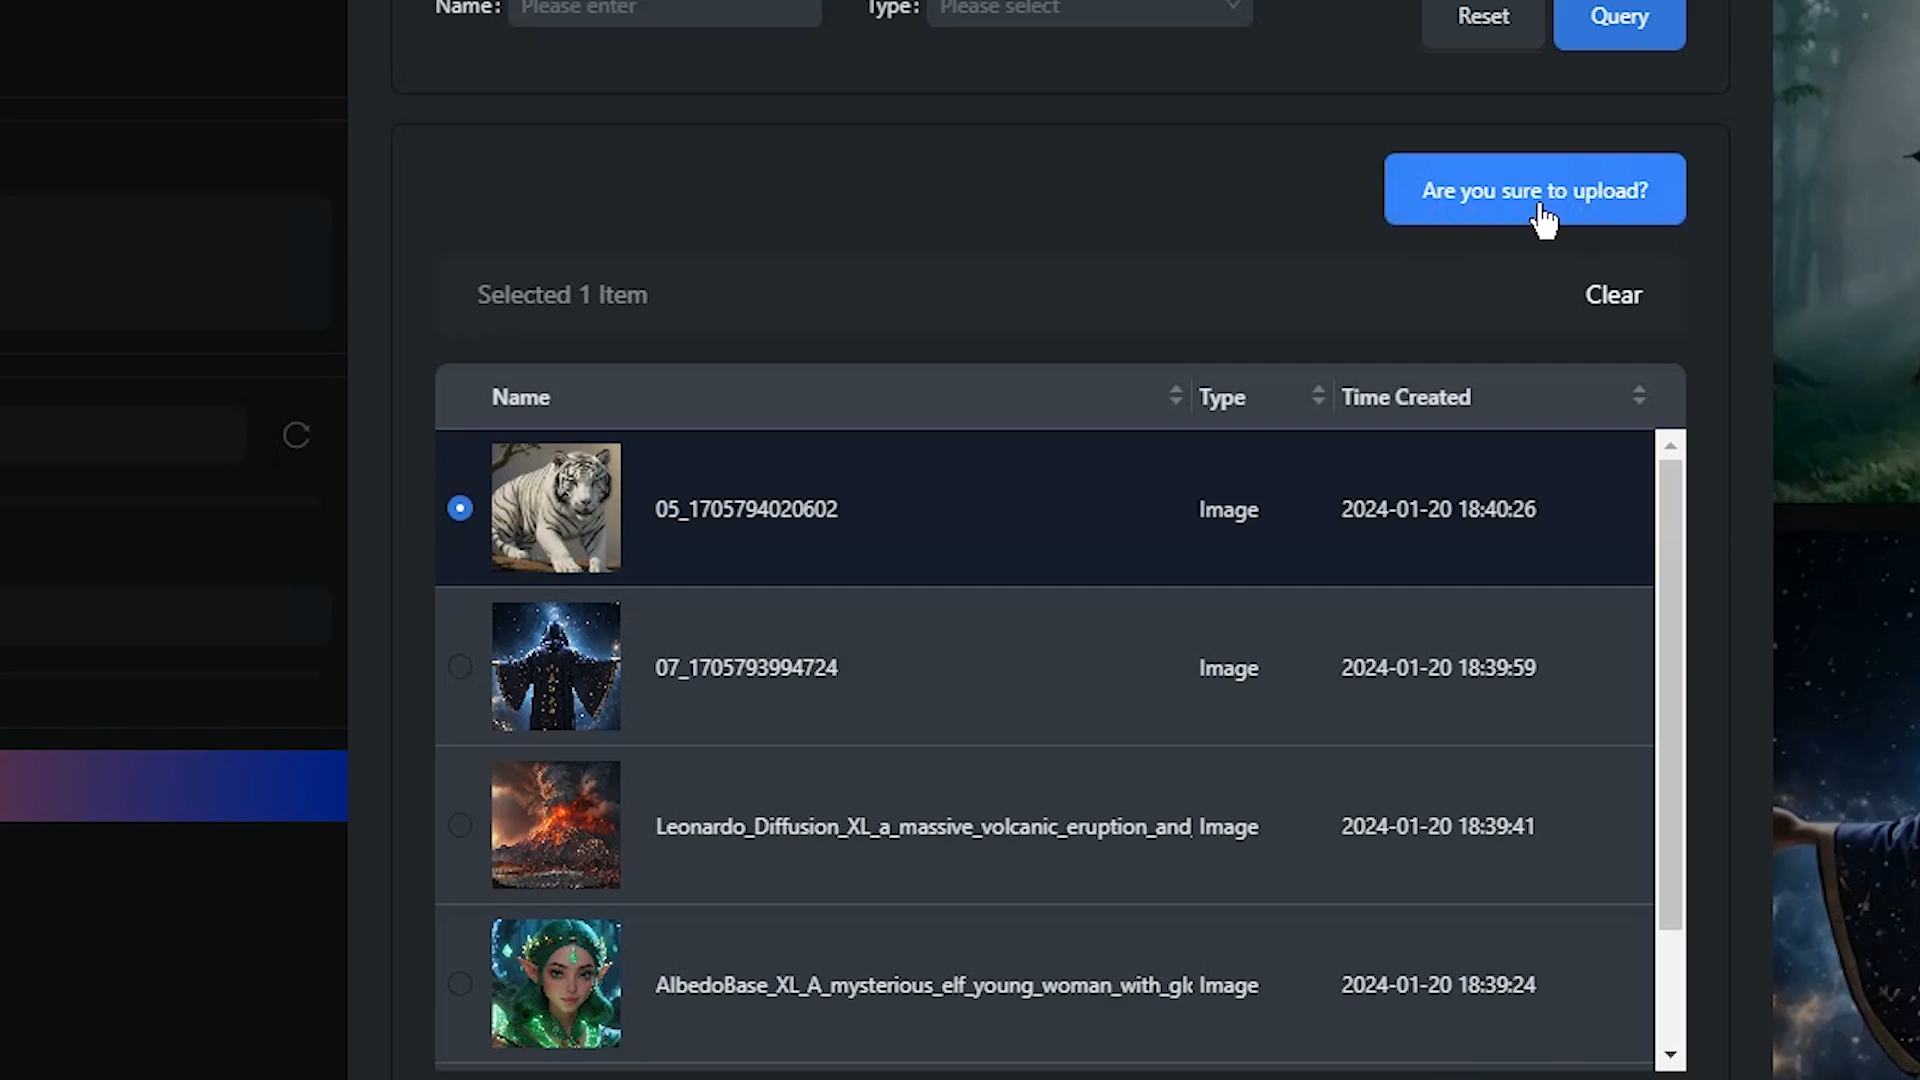 Name: Please enter Type: Please select Reset Query
Are you sure to upload?
Selected 1 Item Clear
Name Type Time Created
05_1705794020602 Image 2024-01-20 18:40:26
07_1705793994724 Image 2024-01-20 18:39:59
Leonardo_Diffusion_XL_a_massive_volcanic_eruption_and_ Image 2024-01-20 18:39:41
AlbedoBase_XL_A_mysterious_elf_young_woman_with_gl Image 2024-01-20 18:39:24